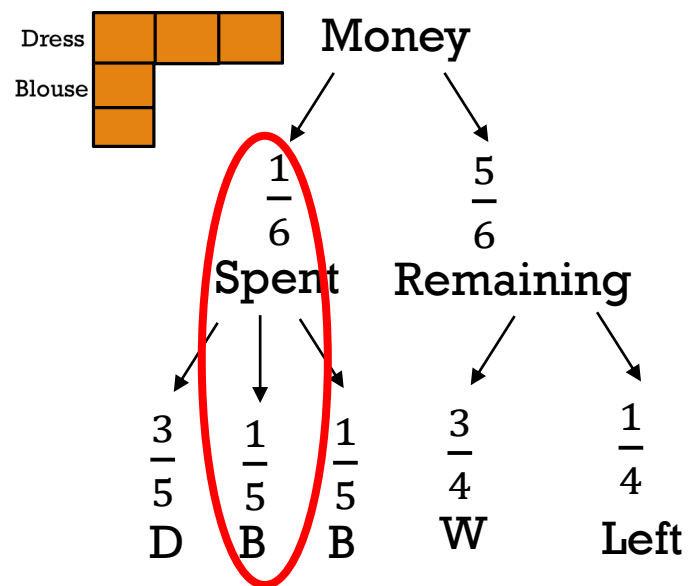 Dress
Money
Blouse
1/6
5/6
Spent
Remaining
3/5
1/5
1/5
3/4
1/4
D
B
B
W
Left